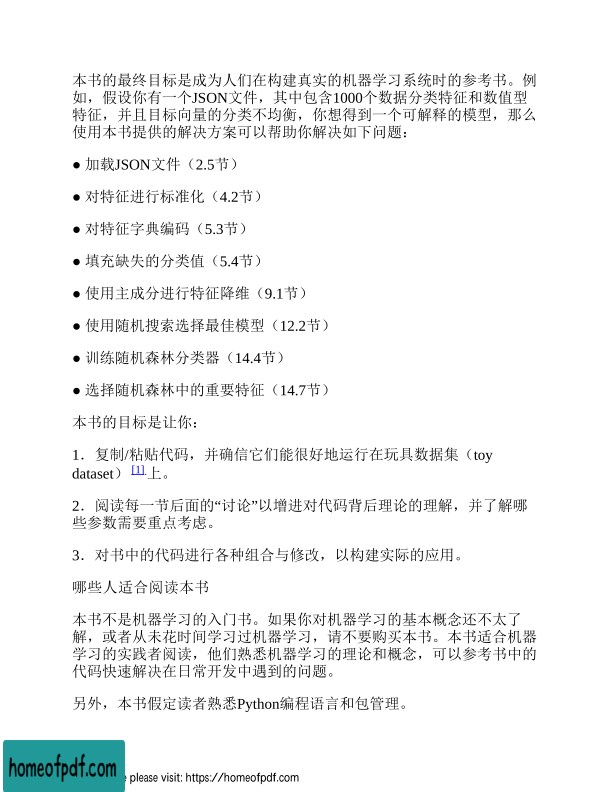 本书的最终目标是成为人们在构建真实的机器学习系统时的参考书。例
如，假设你有一个JSON文件，其中包含1000个数据分类特征和数值型
特征，并且目标向量的分类不均衡，你想得到一个可解释的模型，那么
使用本书提供的解决方案可以帮助你解决如下问题：
● 加载JSON文件（2.5节）
● 对特征进行标准化（4.2节）
● 对特征字典编码（5.3节）
● 填充缺失的分类值（5.4节）
● 使用主成分进行特征降维（9.1节）
● 使用随机搜索选择最佳模型（12.2节）
● 训练随机森林分类器（14.4节）
● 选择随机森林中的重要特征（14.7节）
本书的目标是让你：
1．复制/粘贴代码，并确信它们能很好地运行在玩具数据集（toy
dataset） [1] 上。
2．阅读每一节后面的“讨论”以增进对代码背后理论的理解，并了解哪
些参数需要重点考虑。
3．对书中的代码进行各种组合与修改，以构建实际的应用。
哪些人适合阅读本书
本书不是机器学习的入门书。如果你对机器学习的基本概念还不太了
解，或者从未花时间学习过机器学习，请不要购买本书。本书适合机器
学习的实践者阅读，他们熟悉机器学习的理论和概念，可以参考书中的
代码快速解决在日常开发中遇到的问题。
另外，本书假定读者熟悉Python编程语言和包管理。
homeofpdf.com
e please visit: https://homeofpdf.com